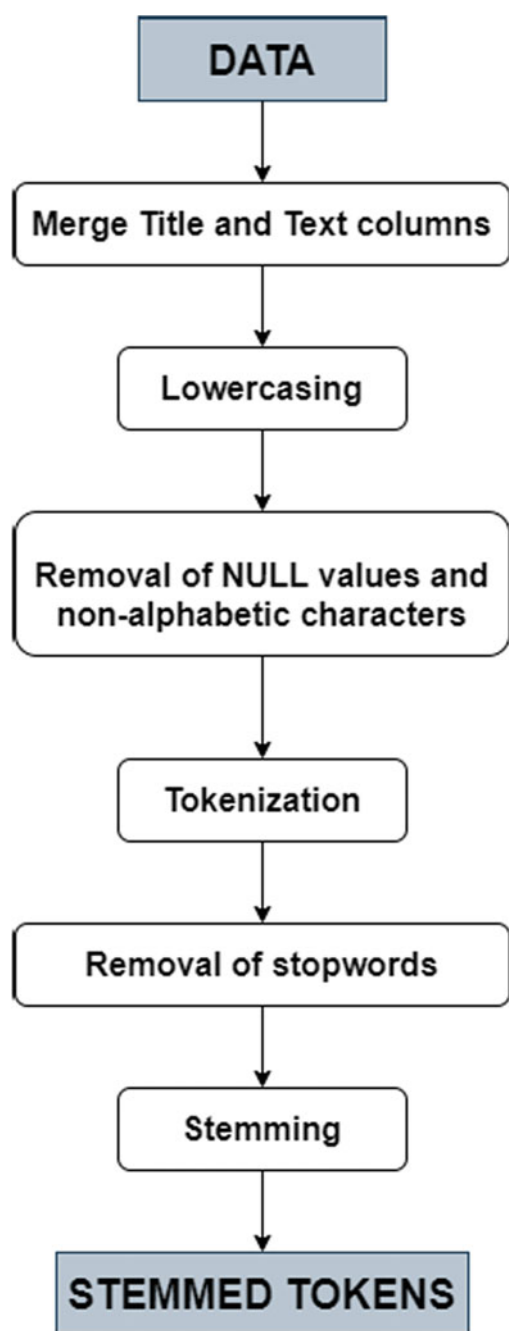 DATA
Merge Title and Text columns
Lowercasing
Removal of NULL values and
non-alphabetic characters
Tokenization
Removal of stopwords
Stemming
STEMMED TOKENS